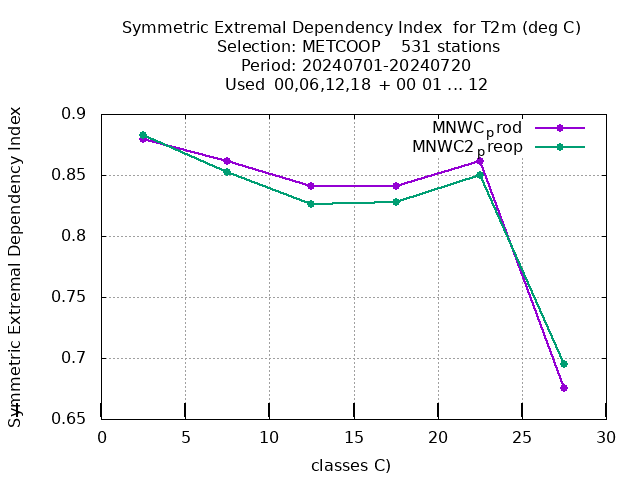 Symmetric Extremal Dependency Index  for T2m (deg C)
Selection: METCOOP    531 stations
Period: 20240701-20240720
Used  00,06,12,18 + 00 01 ... 12
MNWC_prod
MNWC2_preop
Symmetric Extremal Dependency Index
0.9
0.85
0.8
0.75
0.7
0.65
0 5 10 15 20 25 30
classes C)